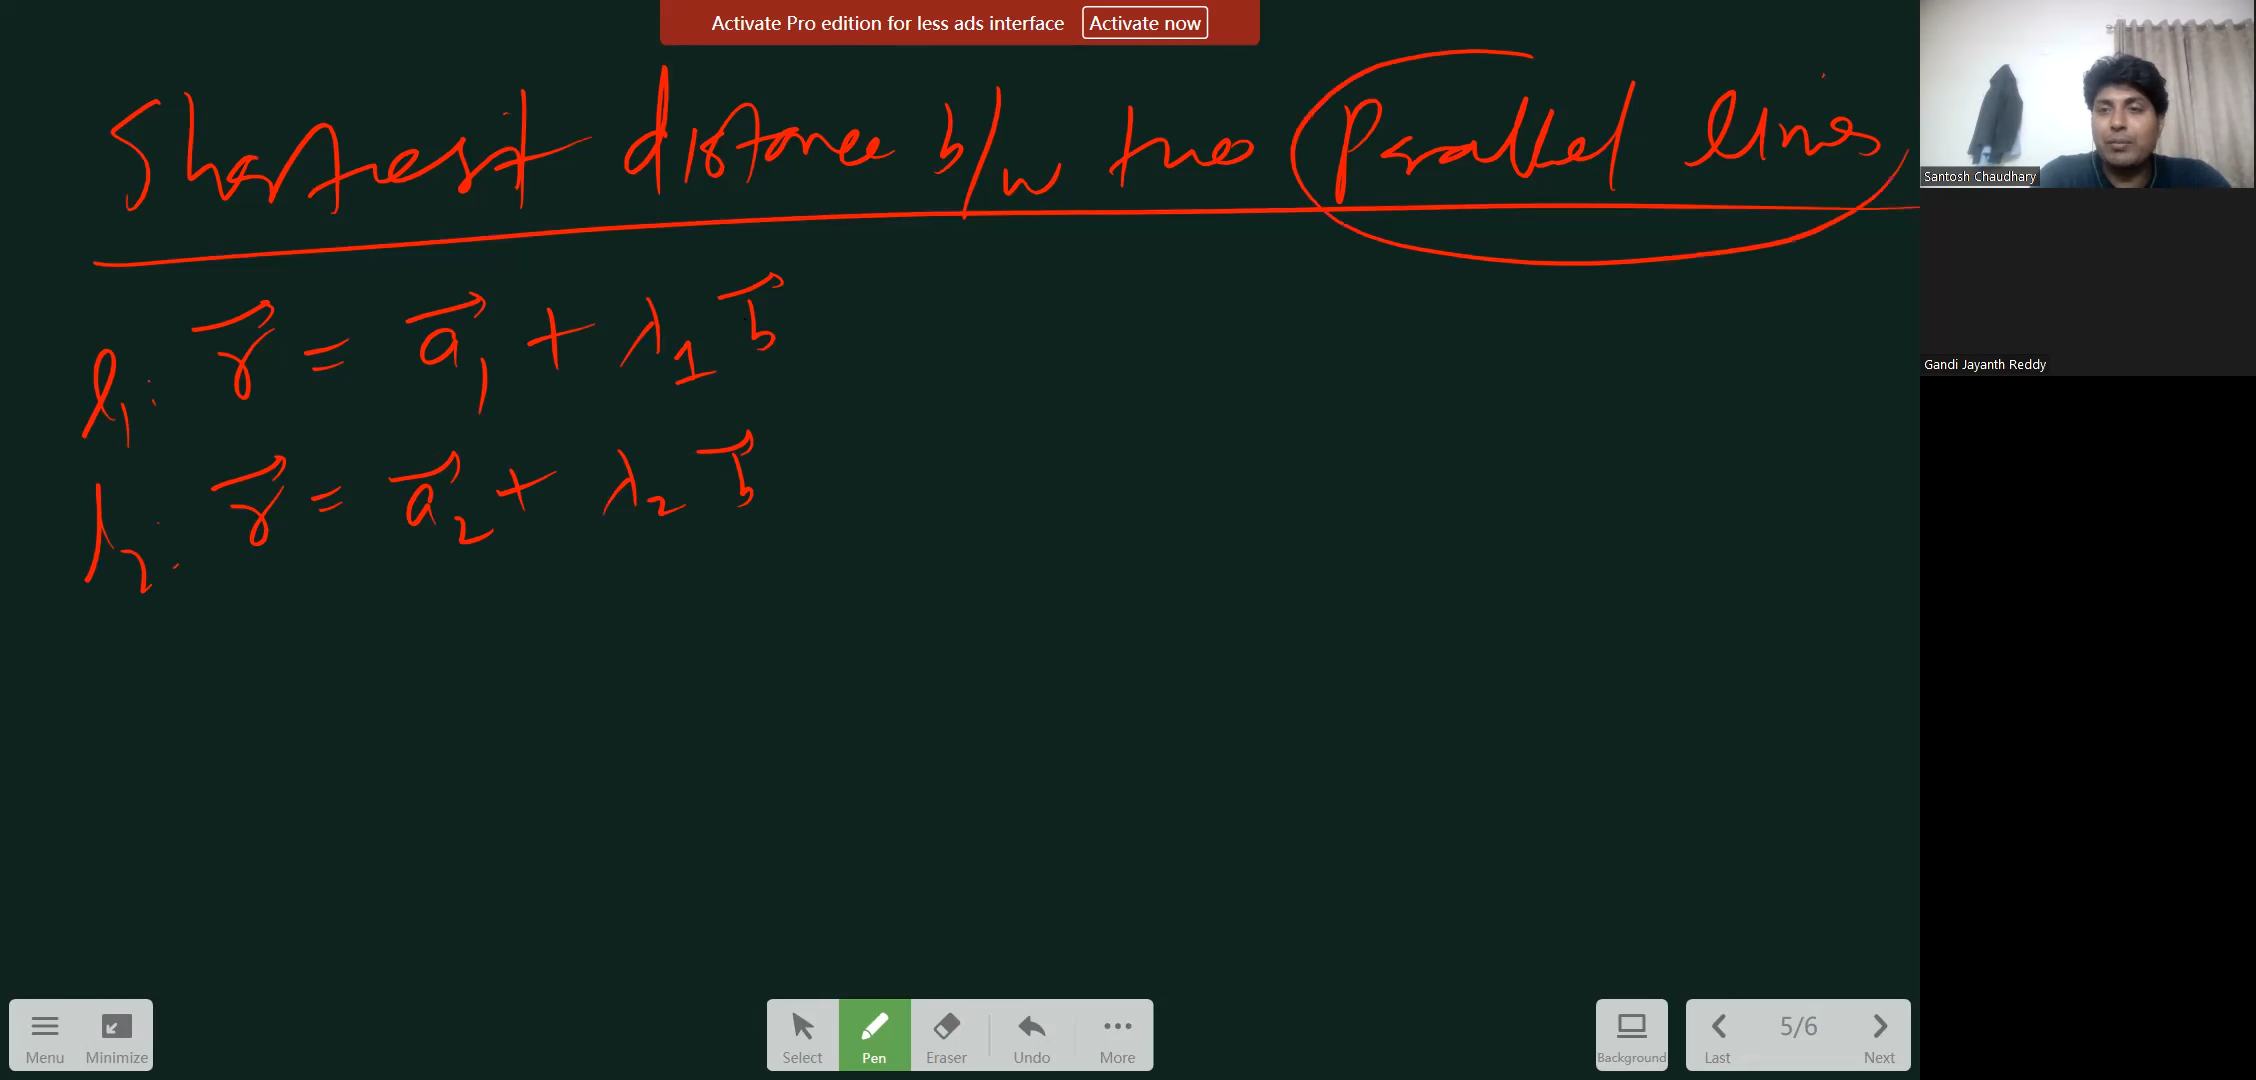 Activate Pro edition for less ads interface Activate now
Shortest distance b/w two parallel lines
l₁: r⃗ = a⃗₁ + λ₁ b⃗
l₂: r⃗ = a⃗₂ + λ₂ b⃗
Santosh Chaudhary
Gandi Jayanth Reddy
Menu Minimize Select Pen Eraser Undo More Background Last 5/6 Next